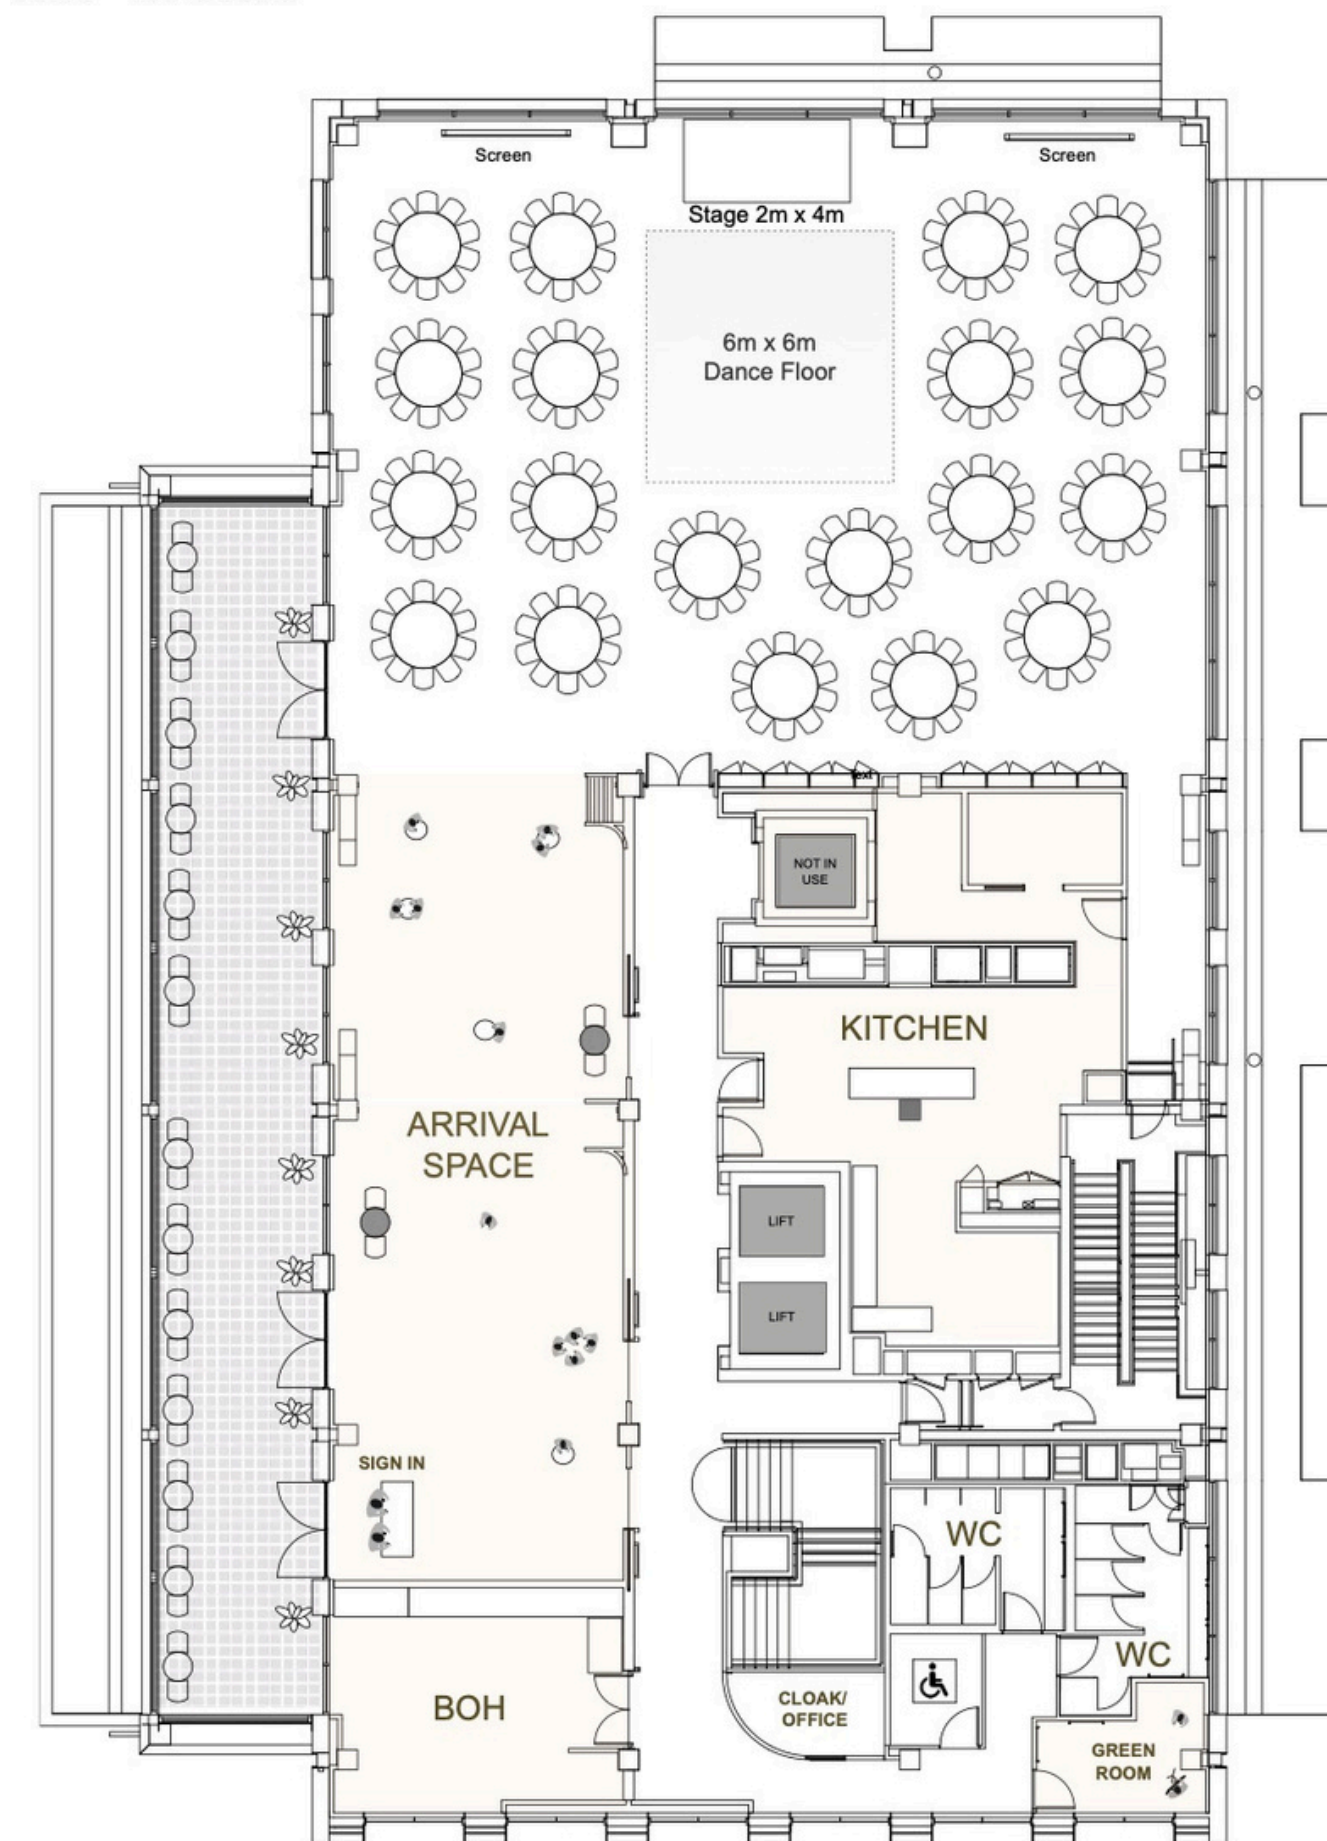 Screen
Screen
Stage 2m x 4m
6m x 6m
Dance Floor
Text
NOT IN
USE
KITCHEN
ARRIVAL
SPACE
LIFT
LIFT
SIGN IN
WC
WC
BOH
CLOAK/
OFFICE
GREEN
ROOM